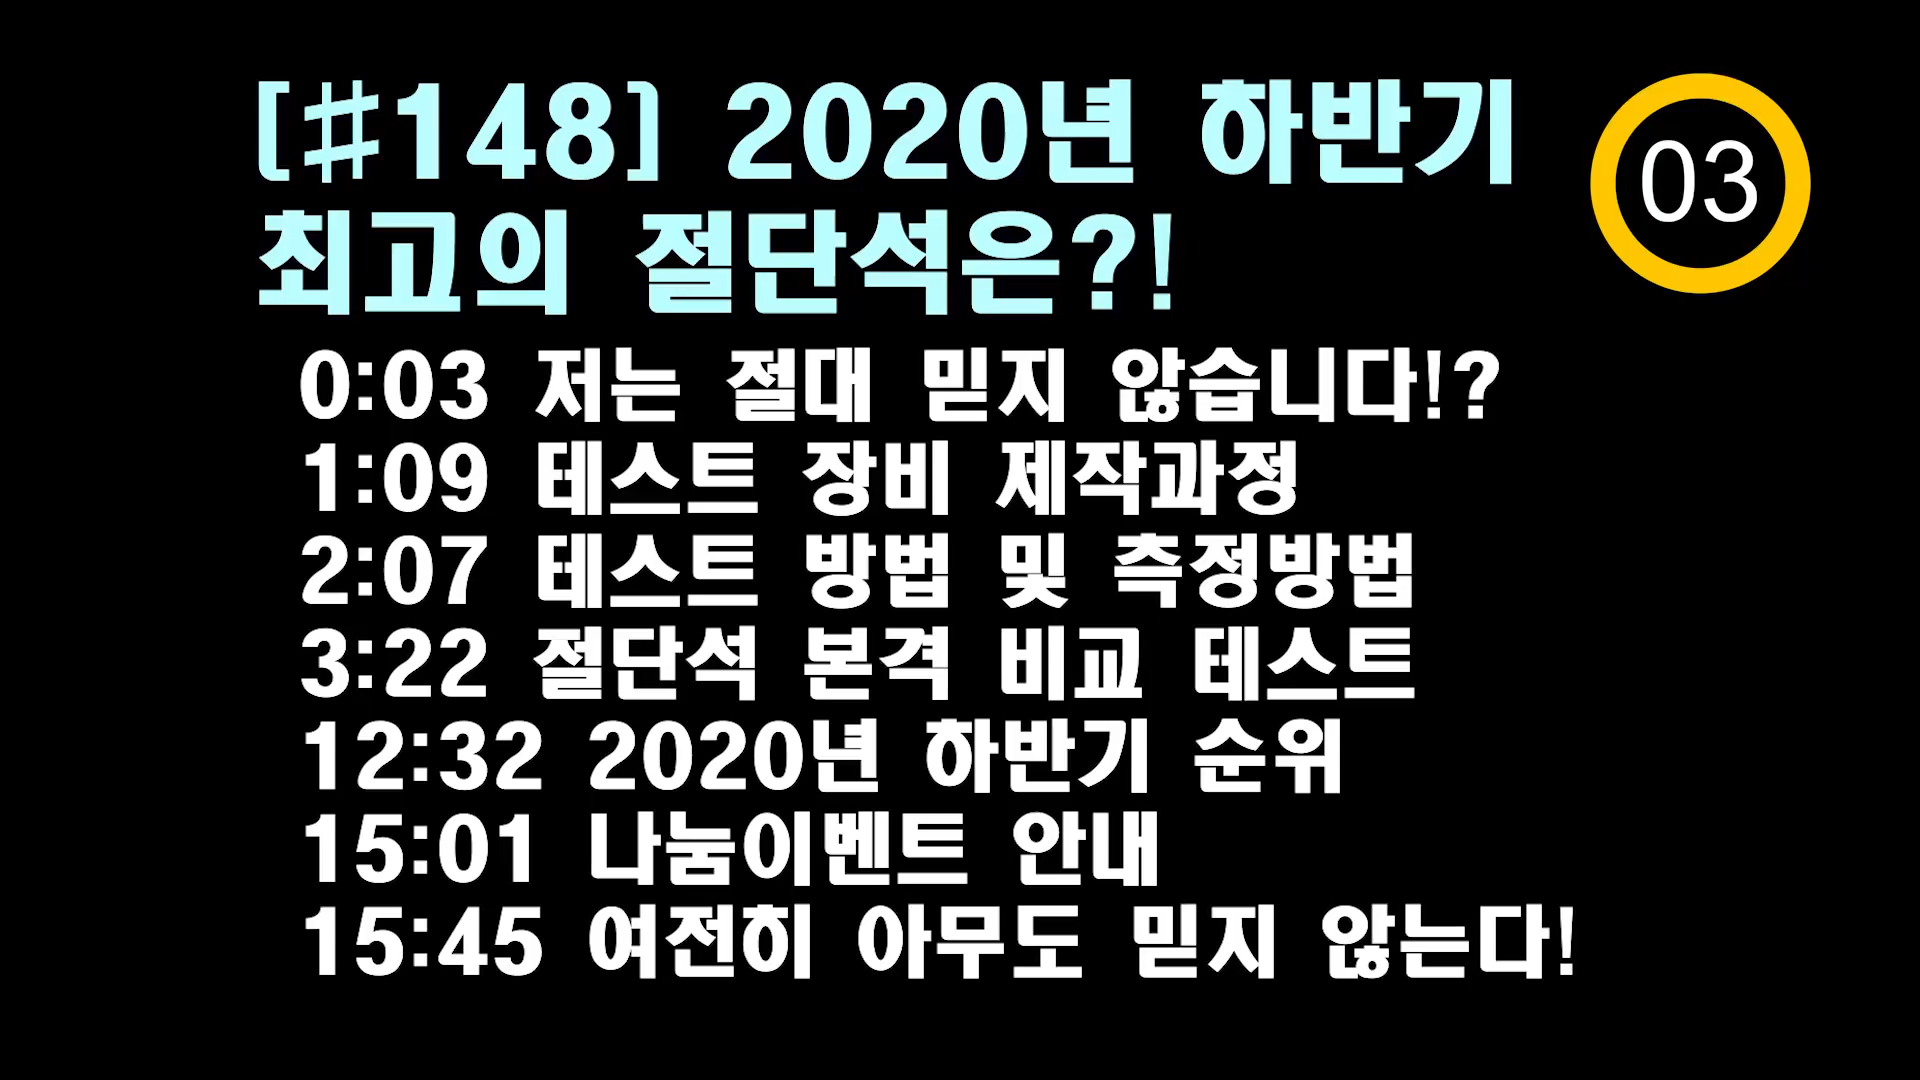 [#148] 2020년 하반기
최고의 절단석은?!
03
0:03 저는 절대 믿지 않습니다!?
1:09 테스트 장비 제작과정
2:07 테스트 방법 및 측정방법
3:22 절단석 본격 비교 테스트
12:32 2020년 하반기 순위
15:01 나눔이벤트 안내
15:45 여전히 아무도 믿지 않는다!